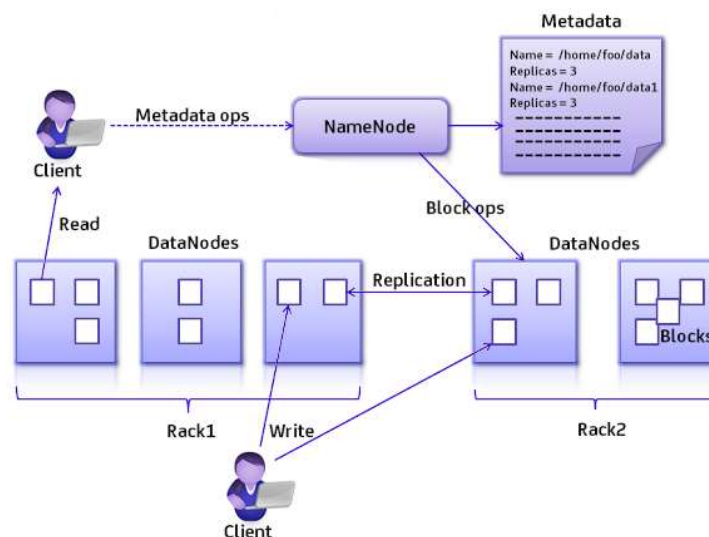 Metadata
Name = /home/foo/data
Replicas = 3
Name = /home/foo/data1
Replicas = 3
Metadata ops
NameNode
Client
Read
Block ops
DataNodes
DataNodes
Replication
Blocks
Rack1
Write
Rack2
Client